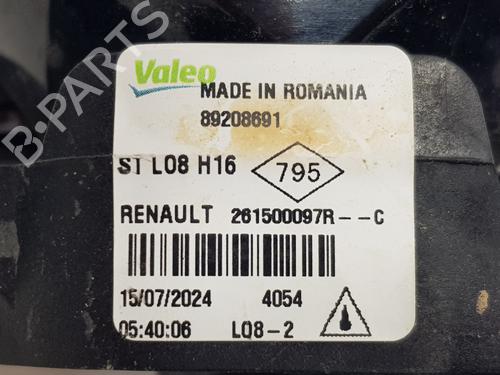 B-PARTS
Valeo
MADE IN ROMANIA
89208691
ST L08 H16
795
RENAULT 261500097R--C
15/07/2024 4054
05:40:06 L08-2